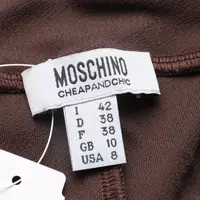 MOSCHINO
CHEAPANDCHIC
I 42
D 38
F 38
GB 10
USA 8